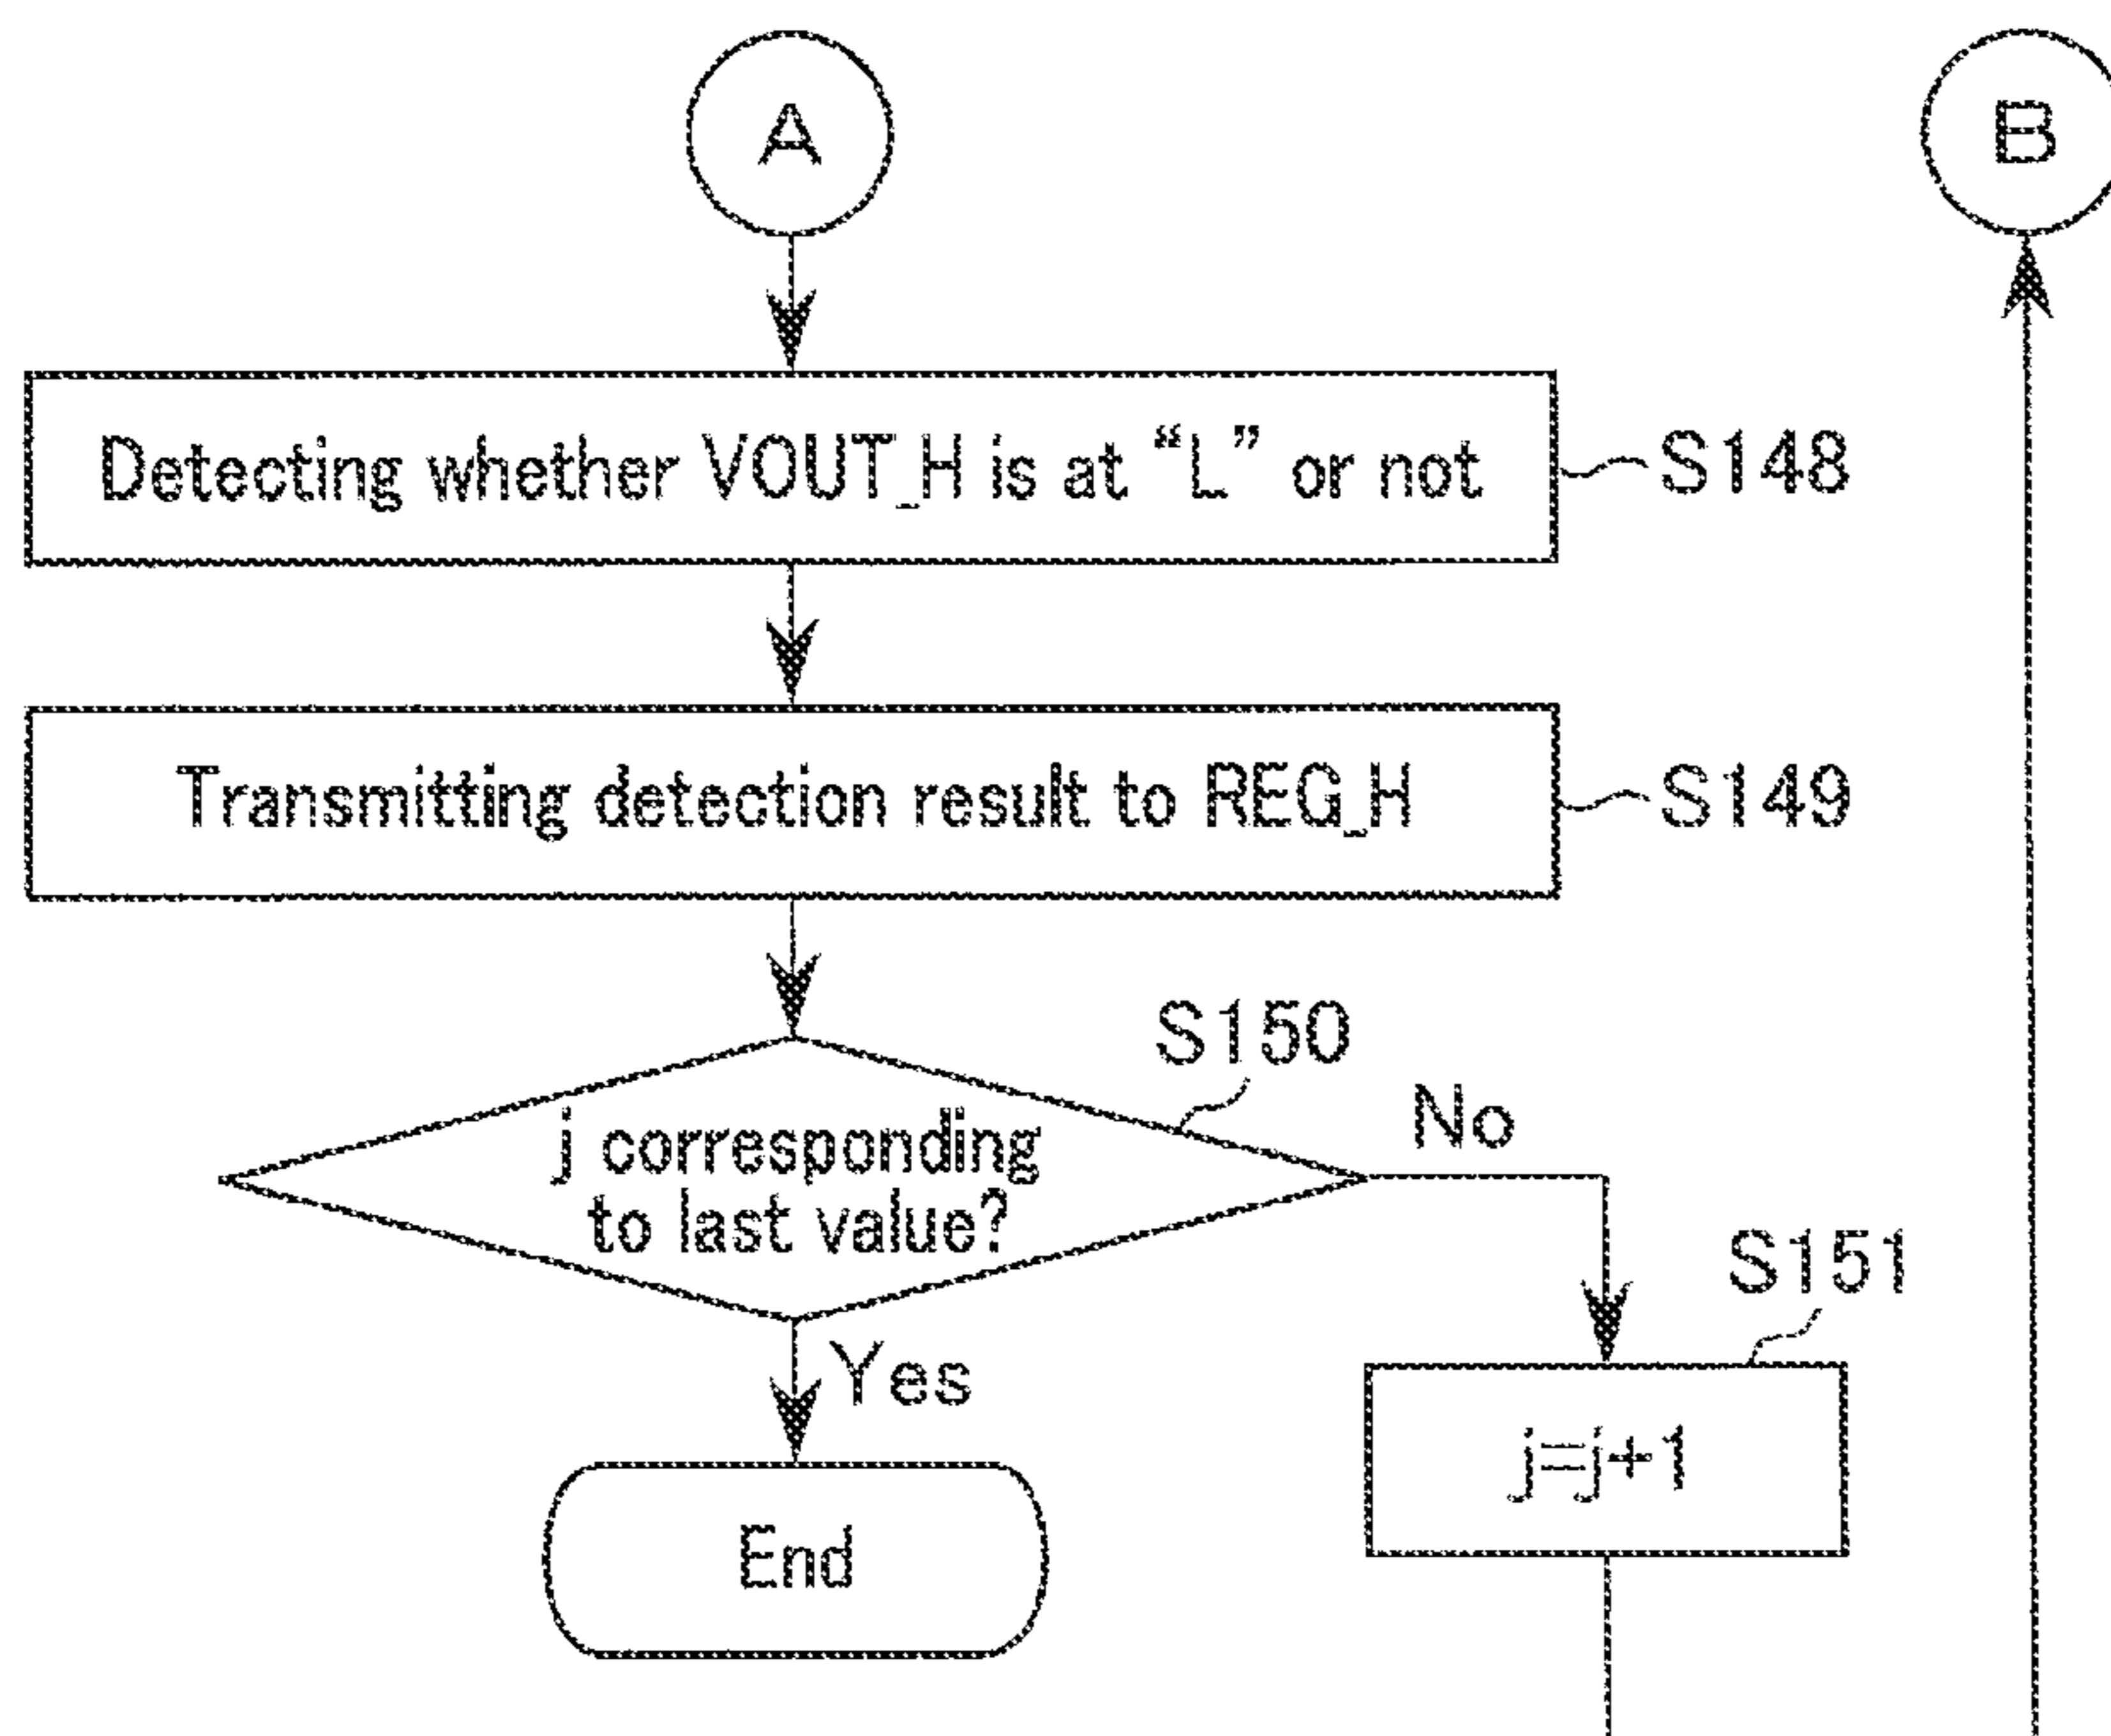 A
B
Detecting whether VOUT_H is at “L” or not
S148
Transmitting detection result to REG_H
S149
S150
j corresponding
to last value?
No
S151
Yes
j=j+1
End